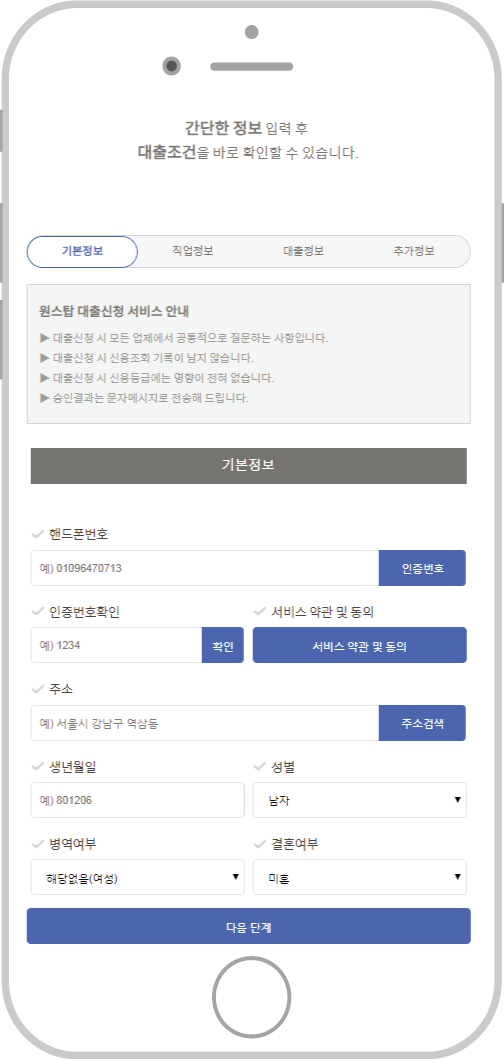 간단한 정보 입력 후
대출조건을 바로 확인할 수 있습니다.
기본정보 직업정보 대출정보 추가정보
원스탑 대출신청 서비스 안내
▶ 대출신청 시 모든 업체에서 공통적으로 질문하는 사항입니다.
▶ 대출신청 시 신용조회 기록이 남지 않습니다.
▶ 대출신청 시 신용등급에는 영향이 전혀 없습니다.
▶ 승인결과는 문자메시지로 전송해 드립니다.
기본정보
핸드폰번호
예) 01096470713 인증번호
인증번호확인 서비스 약관 및 동의
예) 1234 확인 서비스 약관 및 동의
주소
예) 서울시 강남구 역삼동 주소검색
생년월일 성별
예) 801206 남자
병역여부 결혼여부
해당없음(여성) 미혼
다음 단계